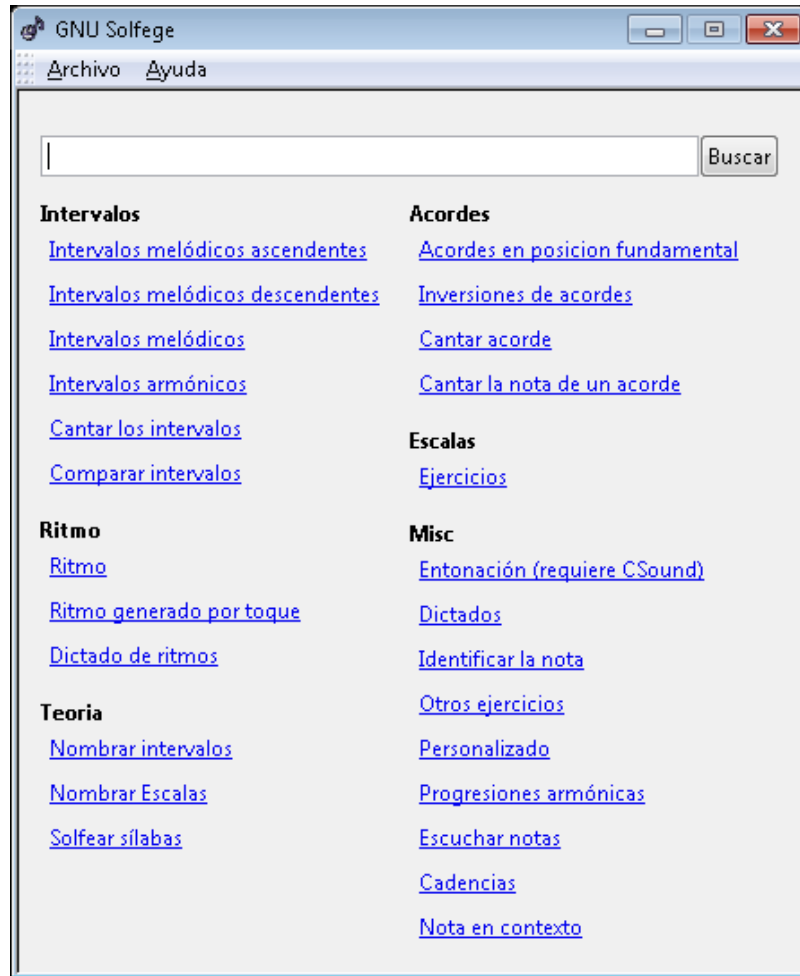 GNU Solfege
Archivo Ayuda
Buscar
Intervalos
Intervalos melódicos ascendentes
Intervalos melódicos descendentes
Intervalos melódicos
Intervalos armónicos
Cantar los intervalos
Comparar intervalos
Ritmo
Ritmo
Ritmo generado por toque
Dictado de ritmos
Teoria
Nombrar intervalos
Nombrar Escalas
Solfear sílabas
Acordes
Acordes en posicion fundamental
Inversiones de acordes
Cantar acorde
Cantar la nota de un acorde
Escalas
Ejercicios
Misc
Entonación (requiere CSound)
Dictados
Identificar la nota
Otros ejercicios
Personalizado
Progresiones armónicas
Escuchar notas
Cadencias
Nota en contexto